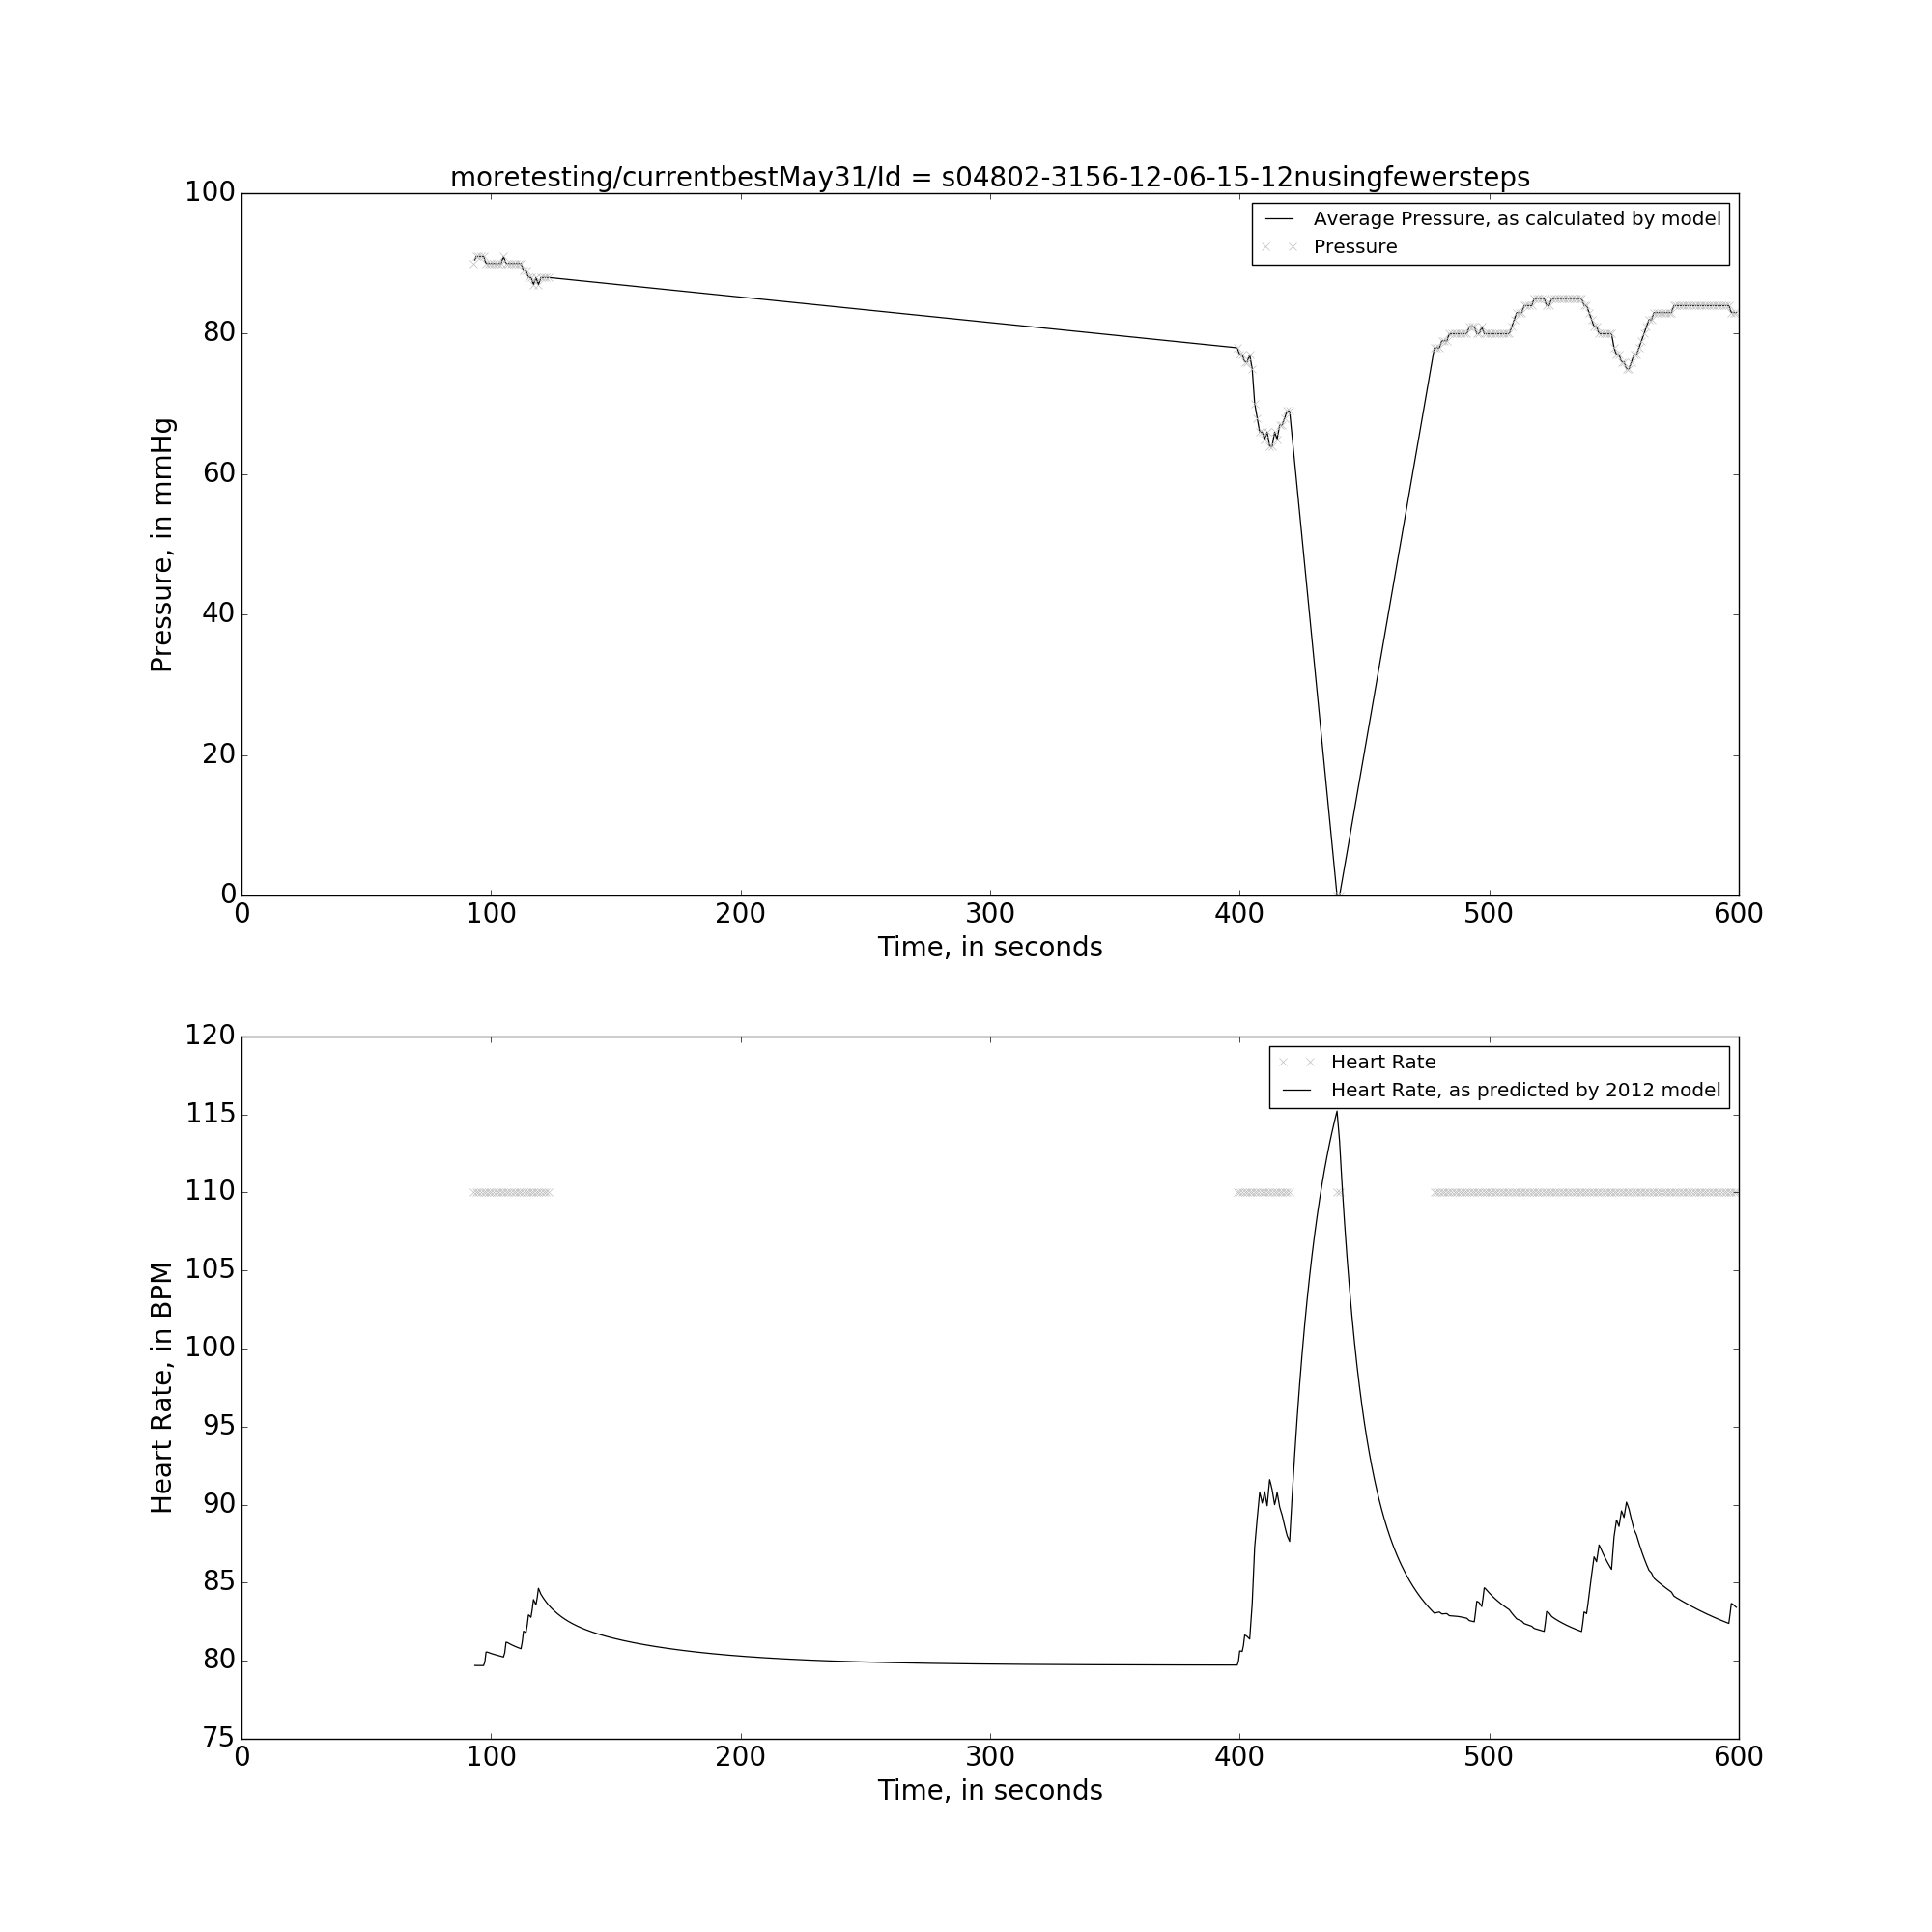 moretesting/currentbestMay31/Id = s04802-3156-12-06-15-12nusingfewersteps
Average Pressure, as calculated by model
Pressure
100
80
60
40
20
0
Pressure, in mmHg
0 100 200 300 400 500 600
Time, in seconds
Heart Rate
Heart Rate, as predicted by 2012 model
120
115
110
105
100
95
90
85
80
75
Heart Rate, in BPM
0 100 200 300 400 500 600
Time, in seconds